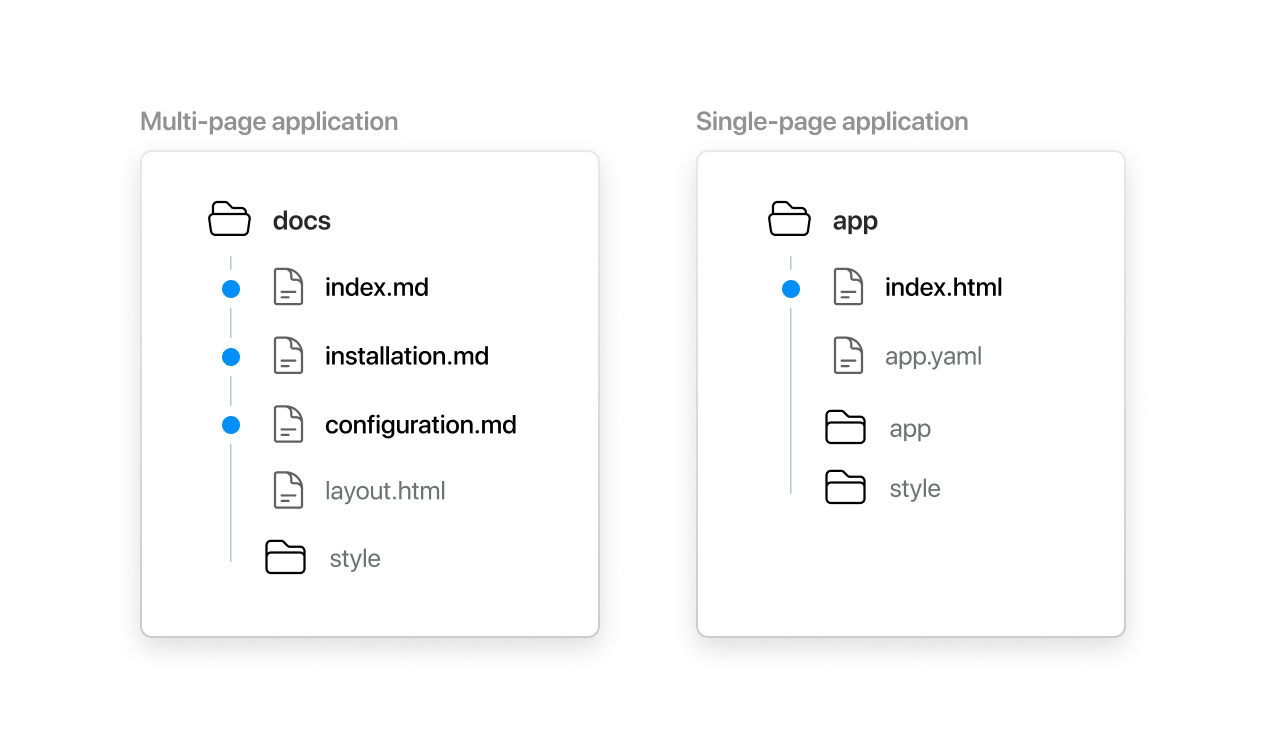 Multi-page application
docs
index.md
installation.md
configuration.md
layout.html
style
Single-page application
app
index.html
app.yaml
app
style